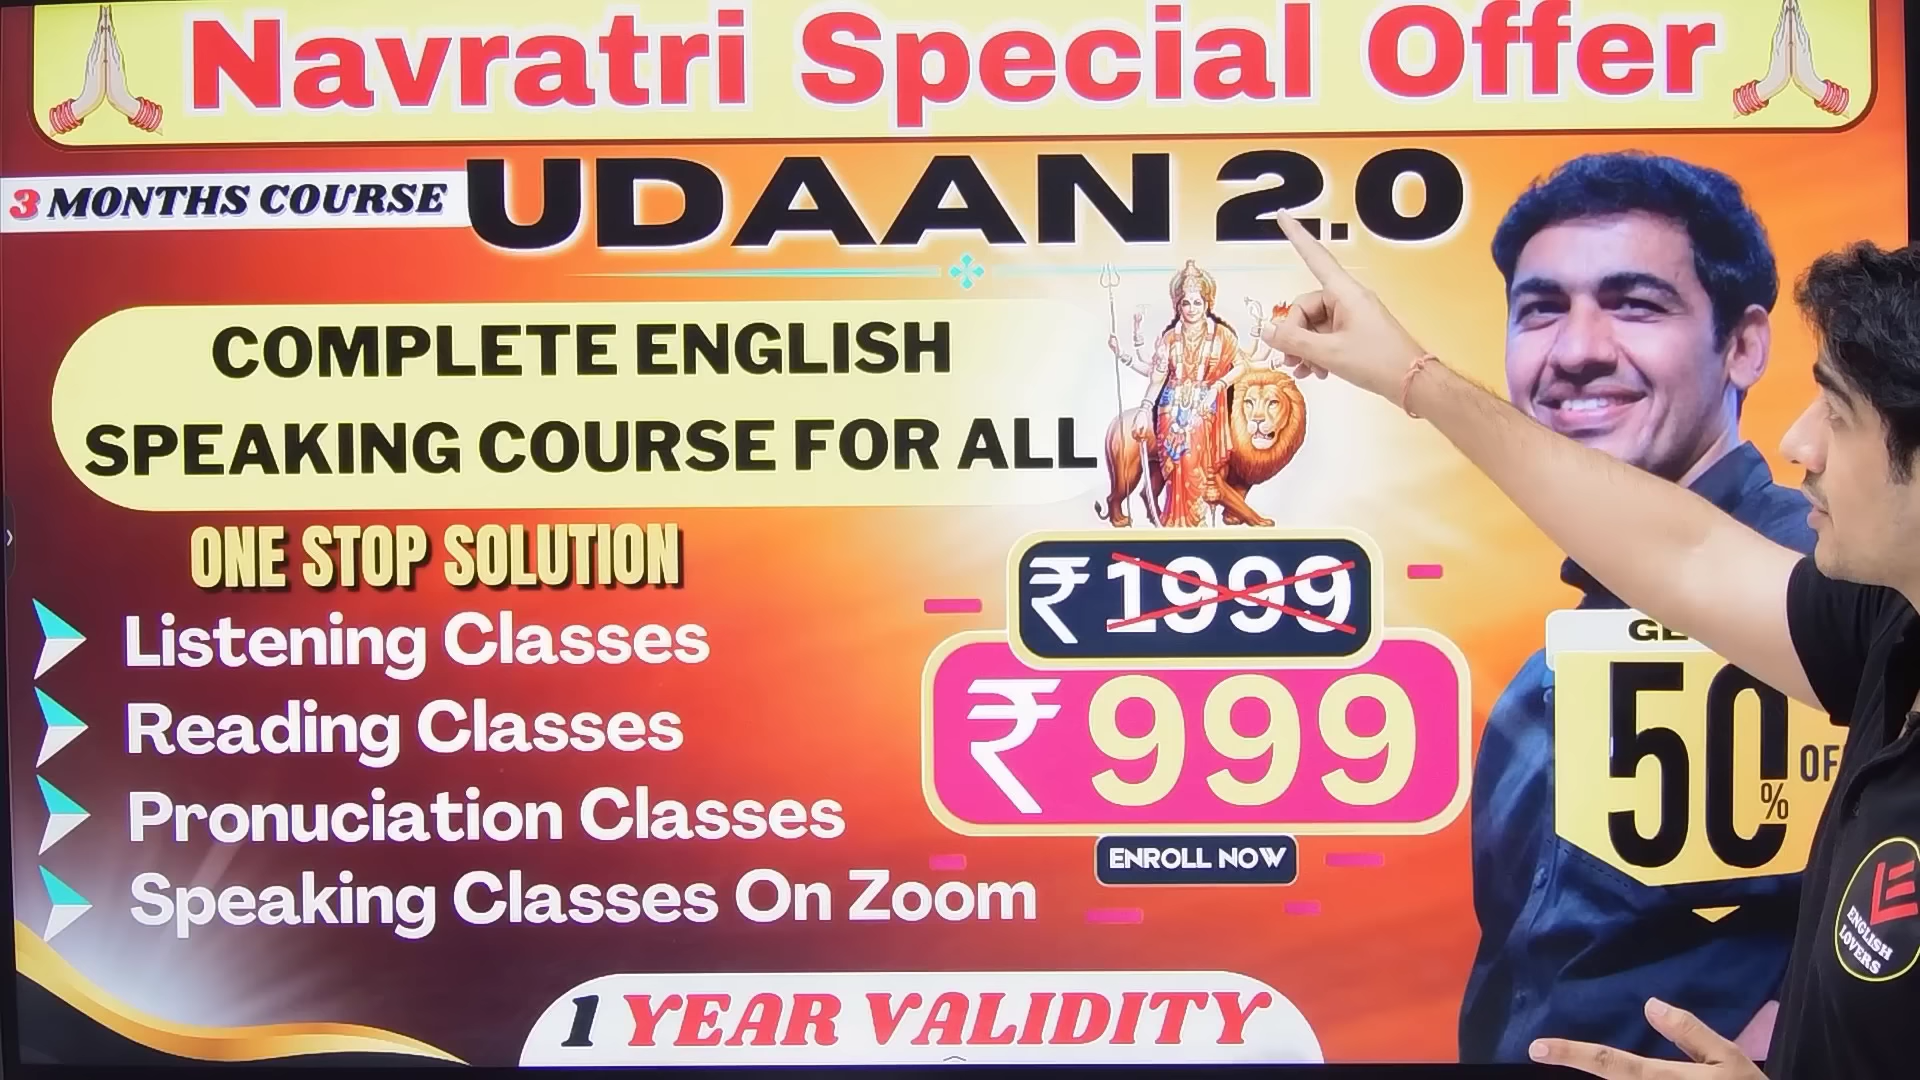 Navratri Special Offer
3 MONTHS COURSE
UDAAN 2.0
COMPLETE ENGLISH
SPEAKING COURSE FOR ALL
ONE STOP SOLUTION
Listening Classes
Reading Classes
Pronuciation Classes
Speaking Classes On Zoom
₹1999
₹999
ENROLL NOW
50% OF
1 YEAR VALIDITY
LE
ENGLISH
LOVERS